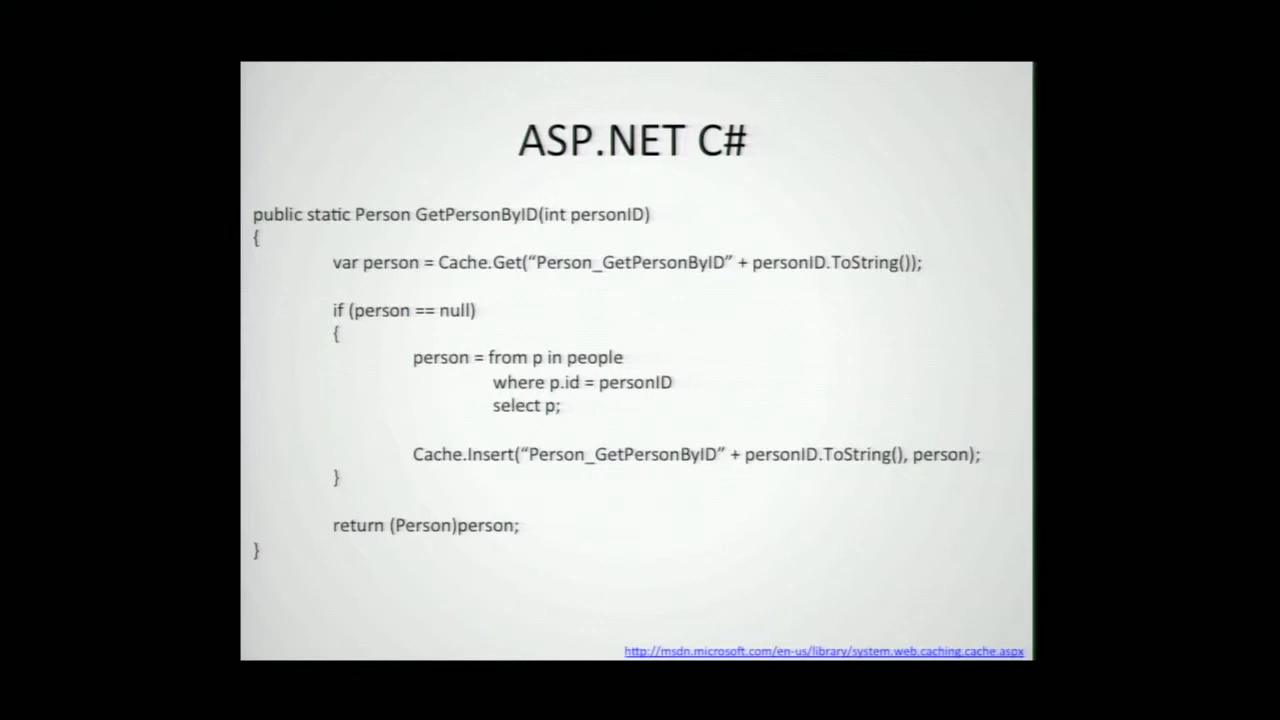 ASP.NET C#
public static Person GetPersonByID(int personID)
{
var person = Cache.Get(“Person_GetPersonByID” + personID.ToString());
if (person == null)
{
person = from p in people
where p.id = personID
select p;
Cache.Insert(“Person_GetPersonByID” + personID.ToString(), person);
}
return (Person)person;
}
http://msdn.microsoft.com/en-us/library/system.web.caching.cache.aspx